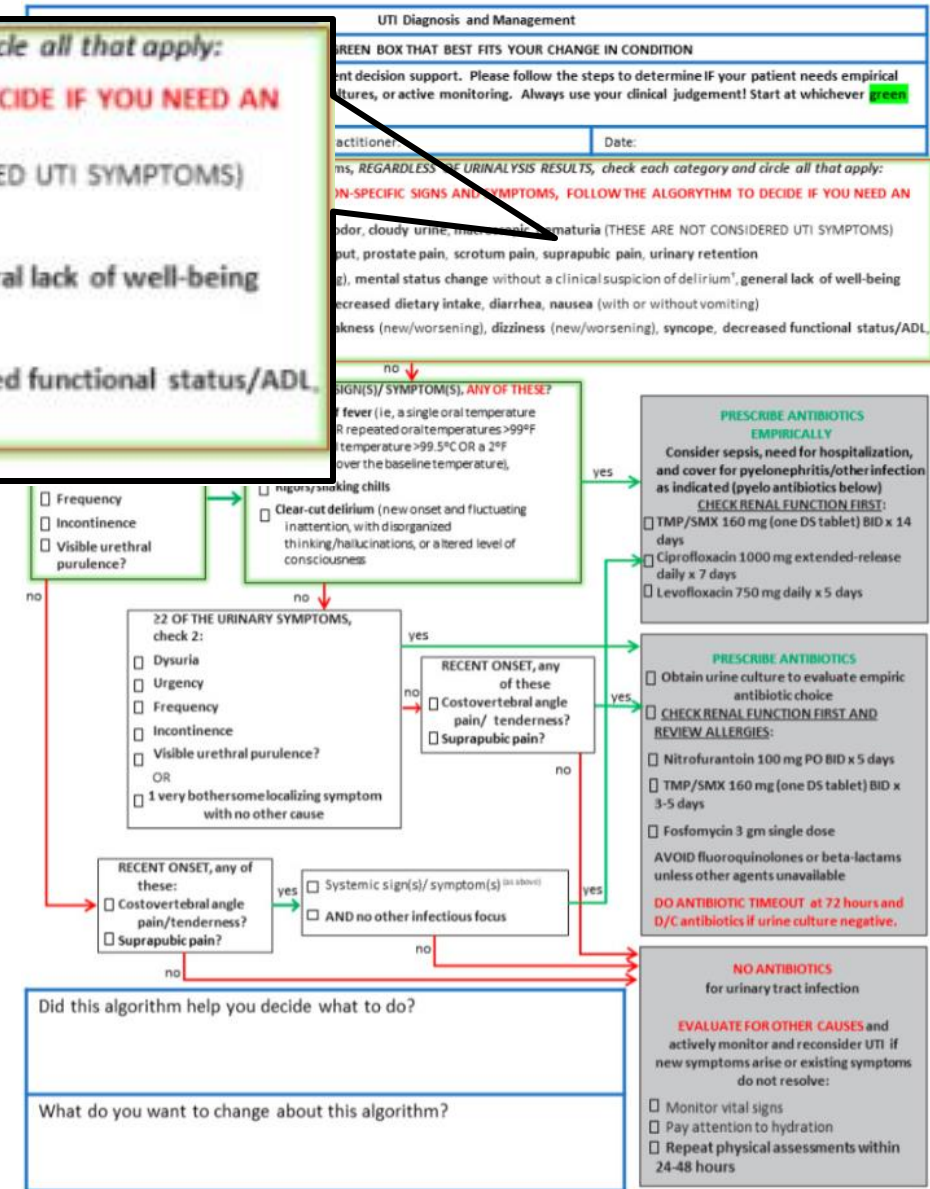 UTI Diagnosis and Management
cle all that apply:
CIDE IF YOU NEED AN
ED UTI SYMPTOMS)
al lack of well-being
ed functional status/ADL,
GREEN BOX THAT BEST FITS YOUR CHANGE IN CONDITION
ent decision support. Please follow the steps to determine IF your patient needs empirical
ltures, or active monitoring. Always use your clinical judgement! Start at whichever green
actitioner:
Date:
ms, REGARDLESS OF URINALYSIS RESULTS, check each category and circle all that apply:
ON-SPECIFIC SIGNS AND SYMPTOMS, FOLLOW THE ALGORYTHM TO DECIDE IF YOU NEED AN
odor, cloudy urine, macroscopic hematuria (THESE ARE NOT CONSIDERED UTI SYMPTOMS)
put, prostate pain, scrotum pain, suprapubic pain, urinary retention
g), mental status change without a clinical suspicion of delirium†, general lack of well-being
ecreased dietary intake, diarrhea, nausea (with or without vomiting)
akness (new/worsening), dizziness (new/worsening), syncope, decreased functional status/ADL,
no
SIGN(S)/ SYMPTOM(S), ANY OF THESE?
f fever (ie, a single oral temperature
R repeated oral temperatures >99°F
l temperature >99.5°C OR a 2°F
over the baseline temperature),
Rigors/shaking chills
Clear-cut delirium (new onset and fluctuating
inattention, with disorganized
thinking/hallucinations, or altered level of
consciousness
Frequency
Incontinence
Visible urethral
purulence?
yes
PRESCRIBE ANTIBIOTICS
EMPIRICALLY
Consider sepsis, need for hospitalization,
and cover for pyelonephritis/other infection
as indicated (pyelo antibiotics below)
CHECK RENAL FUNCTION FIRST:
TMP/SMX 160 mg (one DS tablet) BID x 14
days
Ciprofloxacin 1000 mg extended-release
daily x 7 days
Levofloxacin 750 mg daily x 5 days
no
no
≥2 OF THE URINARY SYMPTOMS,
check 2:
Dysuria
Urgency
Frequency
Incontinence
Visible urethral purulence?
OR
1 very bothersome localizing symptom
with no other cause
yes
no
RECENT ONSET, any
of these
Costovertebral angle
pain/ tenderness?
Suprapubic pain?
yes
no
PRESCRIBE ANTIBIOTICS
Obtain urine culture to evaluate empiric
antibiotic choice
CHECK RENAL FUNCTION FIRST AND
REVIEW ALLERGIES:
Nitrofurantoin 100 mg PO BID x 5 days
TMP/SMX 160 mg (one DS tablet) BID x
3-5 days
Fosfomycin 3 gm single dose
AVOID fluoroquinolones or beta-lactams
unless other agents unavailable
DO ANTIBIOTIC TIMEOUT at 72 hours and
D/C antibiotics if urine culture negative.
RECENT ONSET, any of
these:
Costovertebral angle
pain/tenderness?
Suprapubic pain?
yes
no
Systemic sign(s)/ symptom(s) (as above)
AND no other infectious focus
yes
no
NO ANTIBIOTICS
for urinary tract infection
EVALUATE FOR OTHER CAUSES and
actively monitor and reconsider UTI if
new symptoms arise or existing symptoms
do not resolve:
Monitor vital signs
Pay attention to hydration
Repeat physical assessments within
24-48 hours
Did this algorithm help you decide what to do?
What do you want to change about this algorithm?